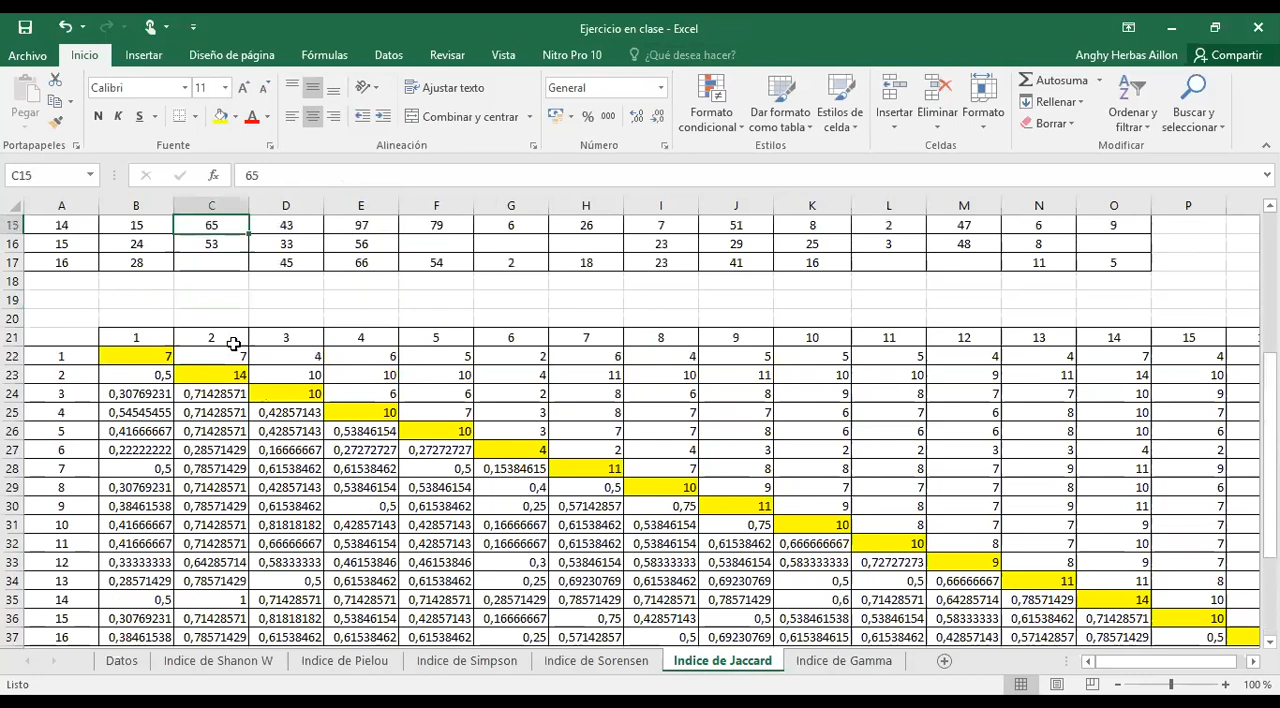 Ejercicio en clase - Excel
Archivo Inicio Insertar Diseño de página Fórmulas Datos Revisar Vista Nitro Pro 10 ¿Qué desea hacer? Anghy Herbas Aillon Compartir
Pegar
Calibri 11
N K S
Ajustar texto
Combinar y centrar
General
% 000
Formato condicional
Dar formato como tabla
Estilos de celda
Insertar Eliminar Formato
Autosuma
Rellenar
Borrar
Ordenar y filtrar
Buscar y seleccionar
Portapapeles Fuente Alineación Número Estilos Celdas Modificar
C15 fx 65
A B C D E F G H I J K L M N O P
15 14 15 65 43 97 79 6 26 7 51 8 2 47 6 9
16 15 24 53 33 56 23 29 25 3 48 8
17 16 28 45 66 54 2 18 23 41 16 11 5
18
19
20
21 1 2 3 4 5 6 7 8 9 10 11 12 13 14 15
22 1 7 7 4 6 5 2 6 4 5 5 5 4 4 7 4
23 2 0,5 14 10 10 10 4 11 10 11 10 10 9 11 14 10
24 3 0,30769231 0,71428571 10 6 6 2 8 6 8 9 8 7 7 10 9
25 4 0,54545455 0,71428571 0,42857143 10 7 3 8 7 7 6 7 6 8 10 7
26 5 0,41666667 0,71428571 0,42857143 0,53846154 10 3 7 7 8 6 6 6 8 10 6
27 6 0,22222222 0,28571429 0,16666667 0,27272727 0,27272727 4 2 4 3 2 2 3 3 4 2
28 7 0,5 0,78571429 0,61538462 0,61538462 0,5 0,15384615 11 7 8 8 8 7 9 11 9
29 8 0,30769231 0,71428571 0,42857143 0,53846154 0,53846154 0,4 0,5 10 9 7 7 7 8 10 6
30 9 0,38461538 0,78571429 0,61538462 0,5 0,61538462 0,25 0,57142857 0,75 11 9 8 7 9 11 7
31 10 0,41666667 0,71428571 0,81818182 0,42857143 0,42857143 0,16666667 0,61538462 0,53846154 0,75 10 8 7 7 9 7
32 11 0,41666667 0,71428571 0,66666667 0,53846154 0,42857143 0,16666667 0,61538462 0,53846154 0,61538462 0,666666667 10 8 7 10 7
33 12 0,33333333 0,64285714 0,58333333 0,46153846 0,46153846 0,3 0,53846154 0,58333333 0,53846154 0,583333333 0,72727273 9 8 9 7
34 13 0,28571429 0,78571429 0,5 0,61538462 0,61538462 0,25 0,69230769 0,61538462 0,69230769 0,5 0,5 0,66666667 11 11 8
35 14 0,5 1 0,71428571 0,71428571 0,71428571 0,28571429 0,78571429 0,71428571 0,78571429 0,6 0,71428571 0,64285714 0,78571429 14 10
36 15 0,30769231 0,71428571 0,81818182 0,53846154 0,42857143 0,16666667 0,75 0,42857143 0,5 0,538461538 0,53846154 0,58333333 0,61538462 0,71428571 10
37 16 0,38461538 0,78571429 0,61538462 0,61538462 0,61538462 0,25 0,57142857 0,5 0,69230769 0,615384615 0,61538462 0,42857143 0,57142857 0,78571429 0,5
Datos Indice de Shanon W Indice de Pielou Indice de Simpson Indice de Sorensen Indice de Jaccard Indice de Gamma
Listo 100 %